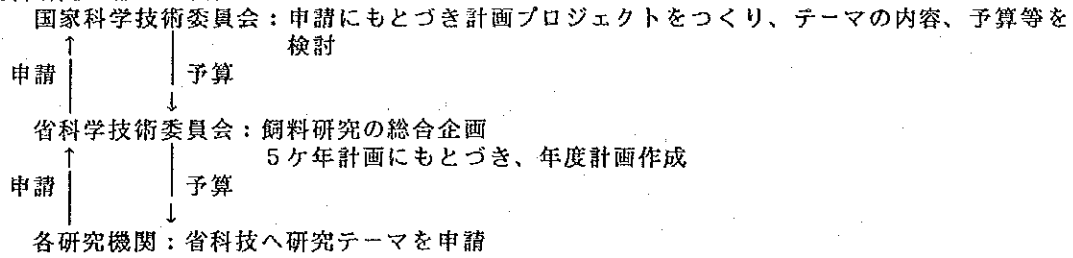 国家科学技術委員会：申請にもとづき計画プロジェクトをつくり、テーマの内容、予算等を
検討
申請 予算
省科学技術委員会：飼料研究の総合企画
５ケ年計画にもとづき、年度計画作成
申請 予算
各研究機関：省科技へ研究テーマを申請